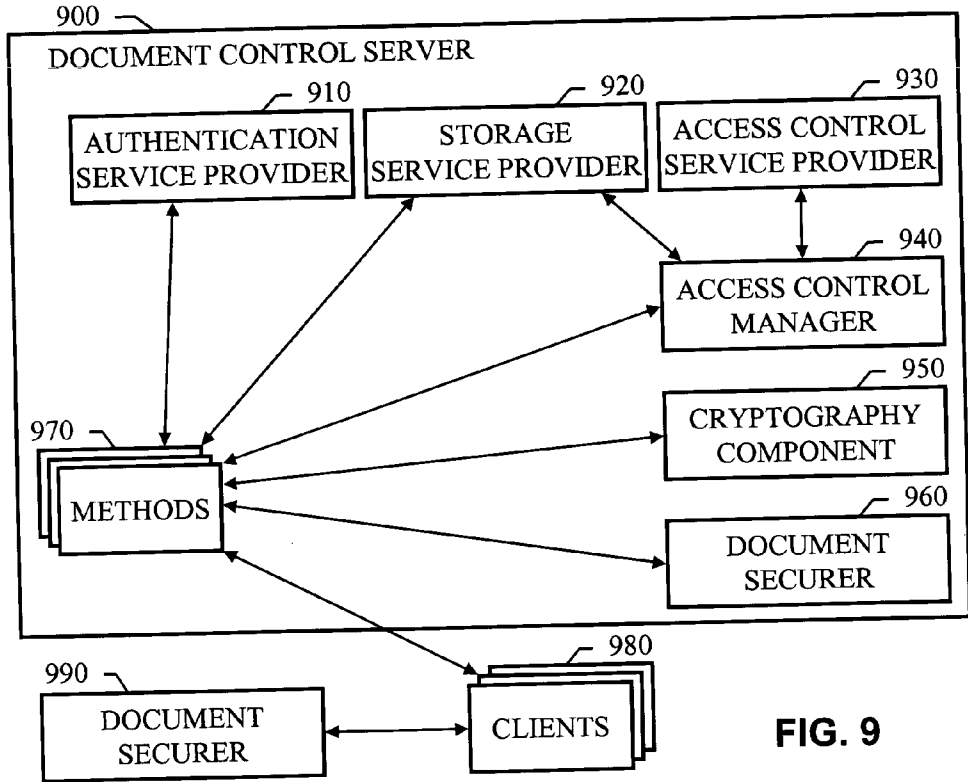 900
DOCUMENT CONTROL SERVER
910
920
930
AUTHENTICATION
SERVICE PROVIDER
STORAGE
SERVICE PROVIDER
ACCESS CONTROL
SERVICE PROVIDER
940
ACCESS CONTROL
MANAGER
950
CRYPTOGRAPHY
COMPONENT
970
METHODS
960
DOCUMENT
SECURER
980
CLIENTS
990
DOCUMENT
SECURER
FIG. 9